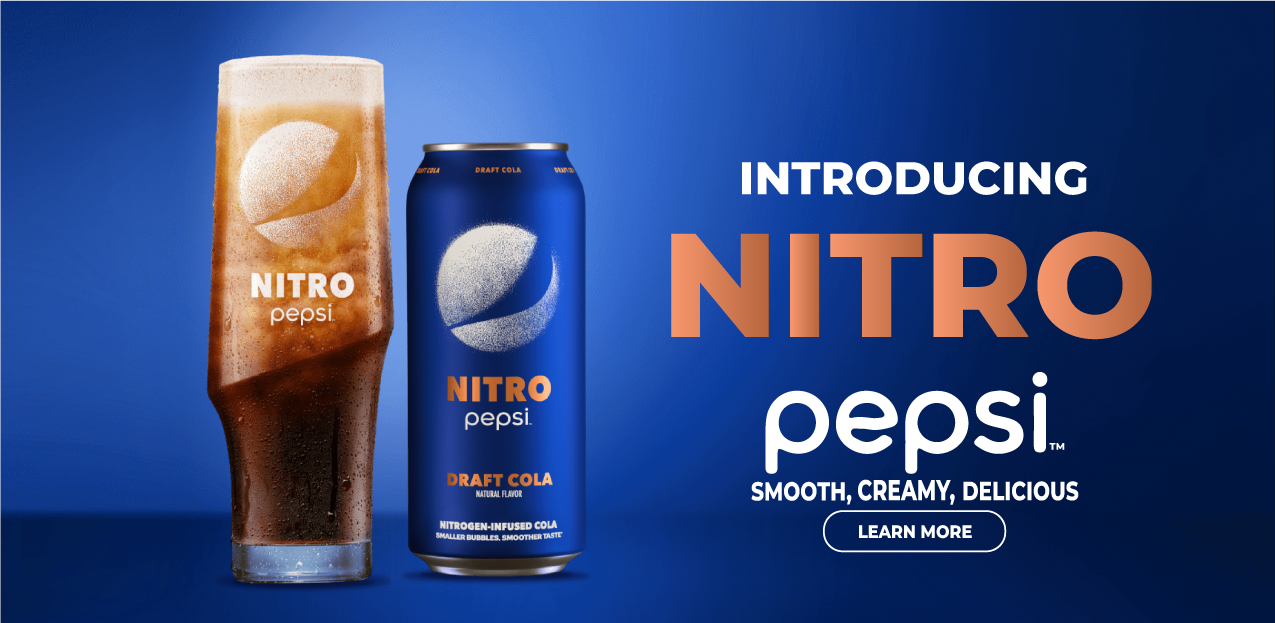 NITRO
pepsi
DRAFT COLA
NITRO
pepsi
DRAFT COLA
NATURAL FLAVOR
NITROGEN-INFUSED COLA
SMALLER BUBBLES, SMOOTHER TASTE*
INTRODUCING
NITRO
pepsi™
SMOOTH, CREAMY, DELICIOUS
LEARN MORE